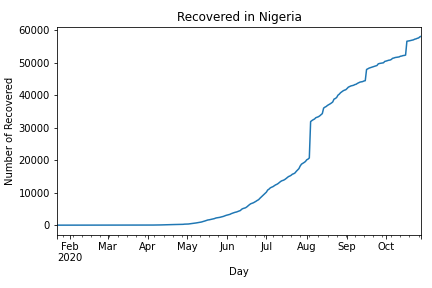 Recovered in Nigeria
60000
50000
40000
30000
20000
10000
0
Number of Recovered
Feb Mar Apr May Jun Jul Aug Sep Oct
2020
Day